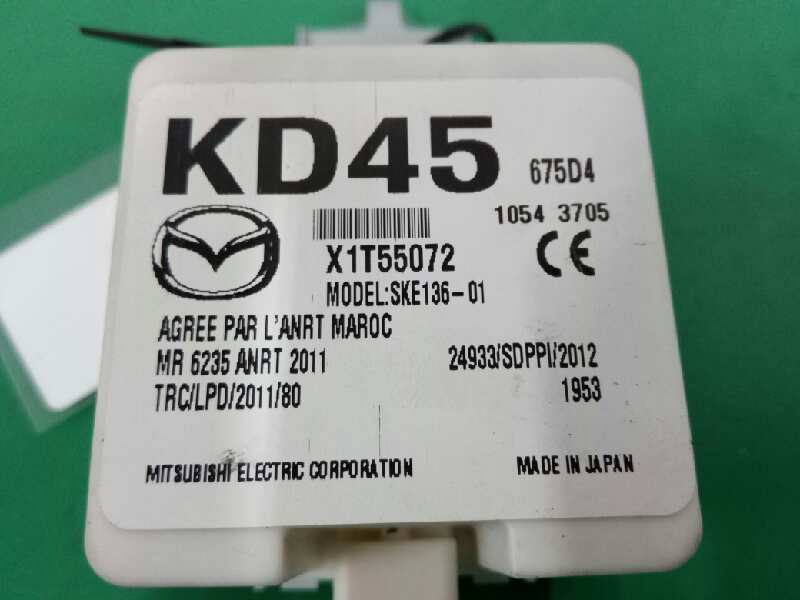 KD45 675D4
1054 3705
X1T55072 CE
MODEL:SKE136-01
AGREE PAR L'ANRT MAROC
MR 6235 ANRT 2011 24933/SDPPI/2012
TRC/LPD/2011/80 1953
MITSUBISHI ELECTRIC CORPORATION MADE IN JAPAN